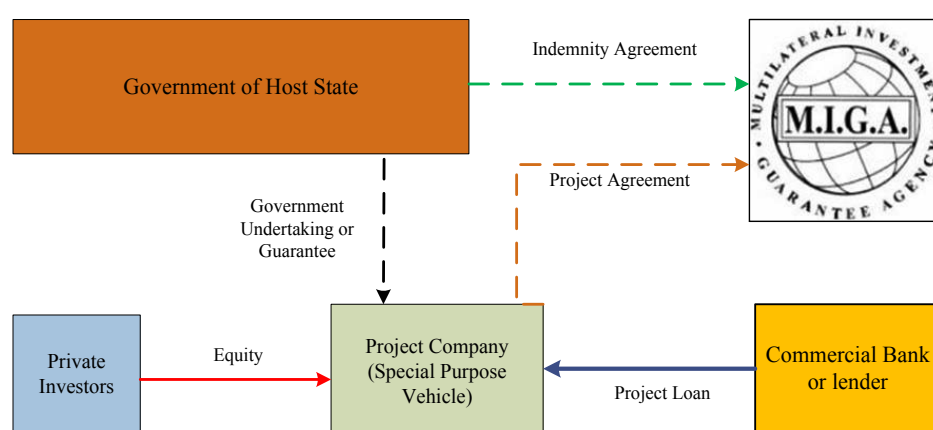 Government of Host State
Indemnity Agreement
MULTILATERAL INVESTMENT
M.I.G.A.
GUARANTEE AGENCY
Project Agreement
Government
Undertaking or
Guarantee
Private
Investors
Equity
Project Company
(Special Purpose
Vehicle)
Project Loan
Commercial Bank
or lender